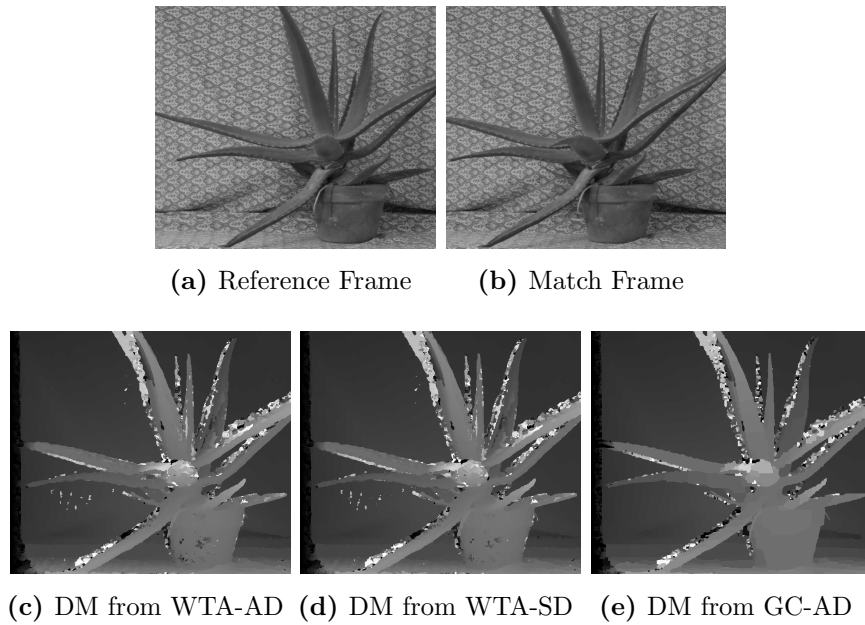 (a) Reference Frame
(b) Match Frame
(c) DM from WTA-AD
(d) DM from WTA-SD
(e) DM from GC-AD